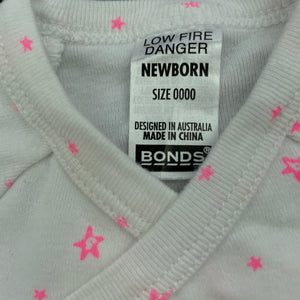 LOW FIRE
DANGER
NEWBORN
SIZE 0000
DESIGNED IN AUSTRALIA
MADE IN CHINA
BONDS